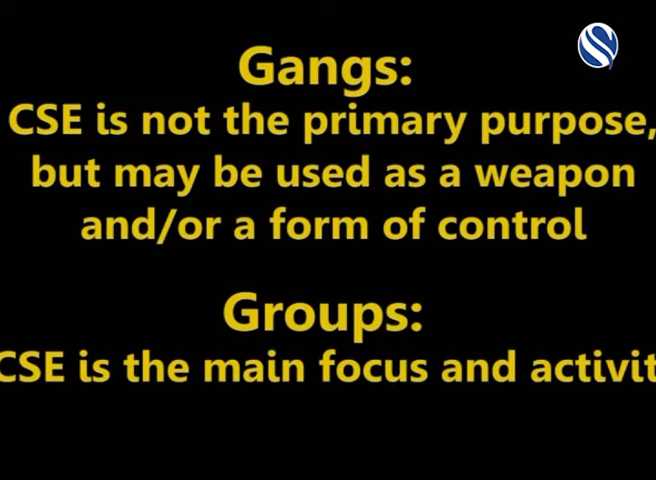 Gangs:
CSE is not the primary purpose,
but may be used as a weapon
and/or a form of control
Groups:
CSE is the main focus and activit